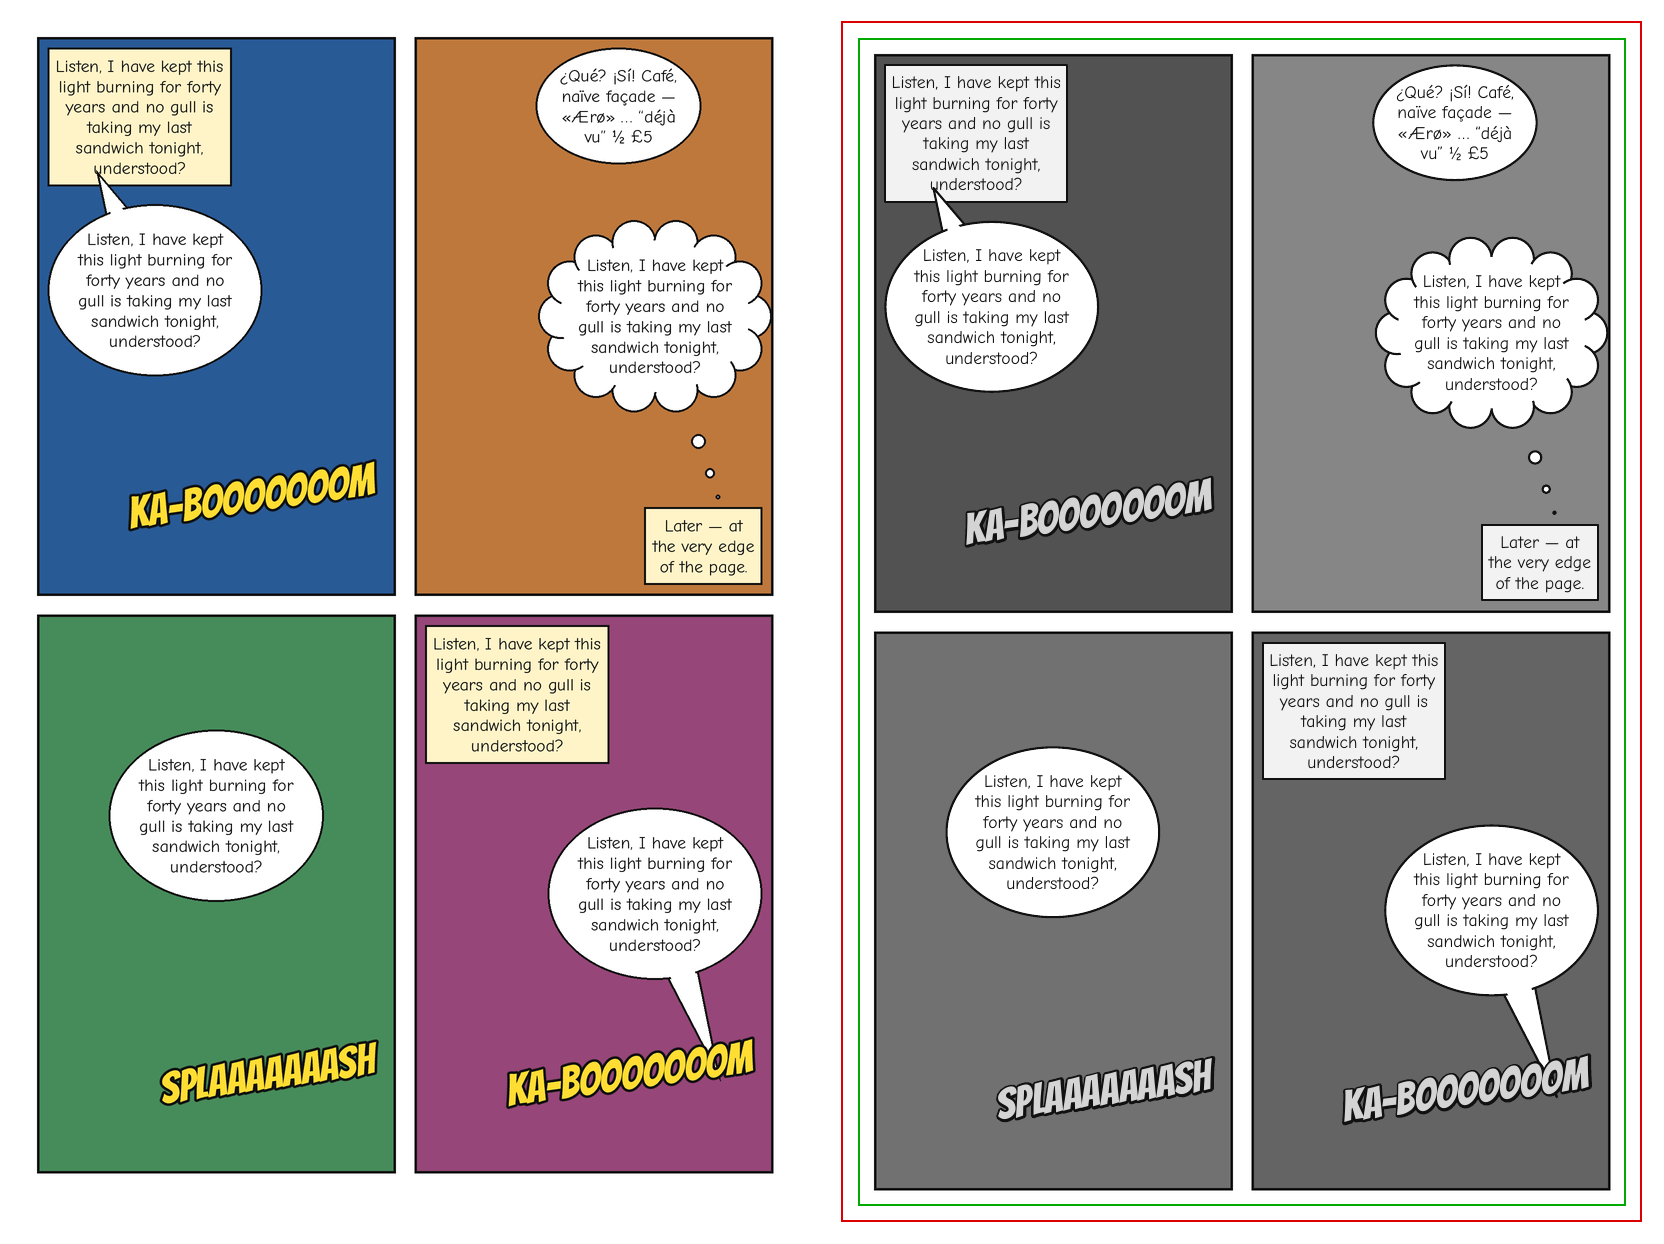 Listen, I have kept this
light burning for forty
years and no gull is
taking my last
sandwich tonight,
understood?
Listen, I have kept
this light burning for
forty years and no
gull is taking my last
sandwich tonight,
understood?
KA-BOOOOOOOM
¿Qué? ¡Sí! Café,
naïve façade —
«Ærø» ... "déjà
vu" ½ £5
Listen, I have kept
this light burning for
forty years and no
gull is taking my last
sandwich tonight,
understood?
Later — at
the very edge
of the page.
Listen, I have kept
this light burning for
forty years and no
gull is taking my last
sandwich tonight,
understood?
SPLAAAAAAASH
Listen, I have kept this
light burning for forty
years and no gull is
taking my last
sandwich tonight,
understood?
Listen, I have kept
this light burning for
forty years and no
gull is taking my last
sandwich tonight,
understood?
KA-BOOOOOOOM
Listen, I have kept this
light burning for forty
years and no gull is
taking my last
sandwich tonight,
understood?
Listen, I have kept
this light burning for
forty years and no
gull is taking my last
sandwich tonight,
understood?
KA-BOOOOOOOM
¿Qué? ¡Sí! Café,
naïve façade —
«Ærø» ... "déjà
vu" ½ £5
Listen, I have kept
this light burning for
forty years and no
gull is taking my last
sandwich tonight,
understood?
Later — at
the very edge
of the page.
Listen, I have kept
this light burning for
forty years and no
gull is taking my last
sandwich tonight,
understood?
SPLAAAAAAASH
Listen, I have kept this
light burning for forty
years and no gull is
taking my last
sandwich tonight,
understood?
Listen, I have kept
this light burning for
forty years and no
gull is taking my last
sandwich tonight,
understood?
KA-BOOOOOOOM